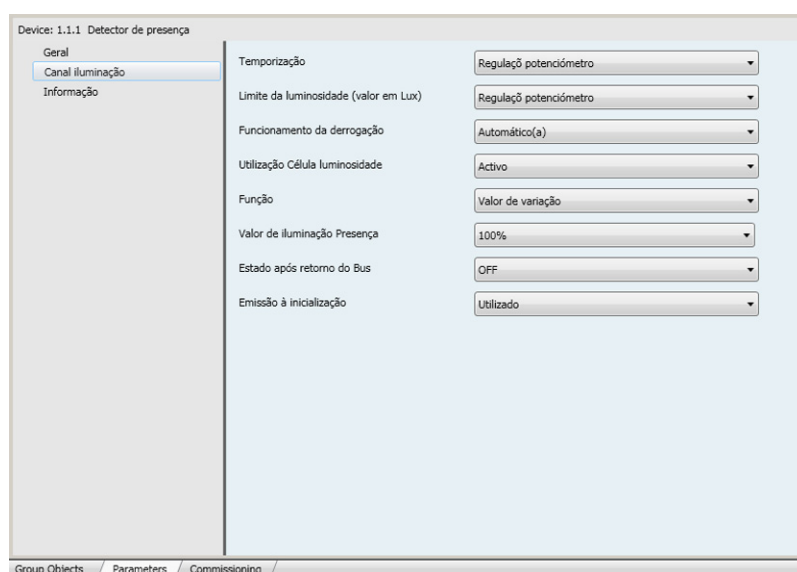 Device: 1.1.1 Detector de presença
Geral
Canal iluminação
Informação
Temporização Regulaçõ potenciómetro
Limite da luminosidade (valor em Lux) Regulaçõ potenciómetro
Funcionamento da derrogação Automático(a)
Utilização Célula luminosidade Activo
Função Valor de variação
Valor de iluminação Presença 100%
Estado após retorno do Bus OFF
Emissão à inicialização Utilizado
Group Objects Parameters Commissioning